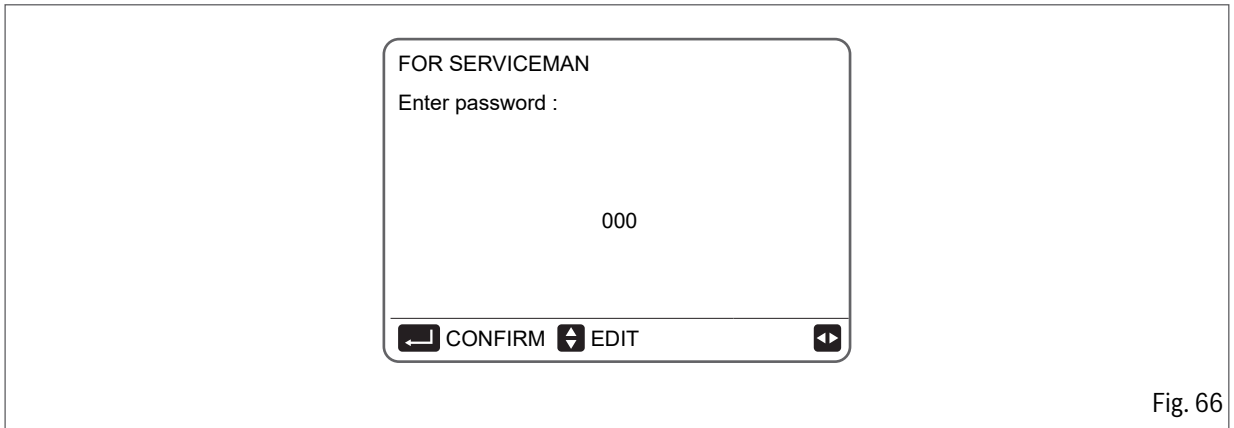 FOR SERVICEMAN
Enter password :
000
CONFIRM EDIT
Fig. 66